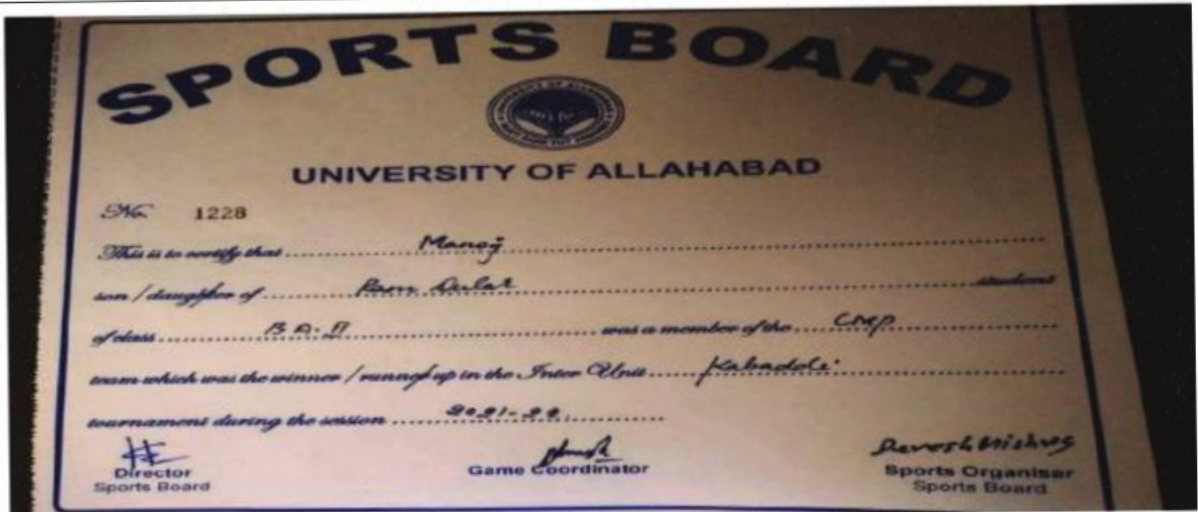 SPORTS BOARD
UNIVERSITY OF ALLAHABAD
SNo. 1228
This is to certify that Manoj
son / daughter of Ram Dular student
of class B.A.II was a member of the CMP
team which was the winner / runner up in the Inter Unit Kabaddi
tournament during the session 2021-22
Director
Sports Board
Game Coordinator
Devesh Mishra
Sports Organiser
Sports Board